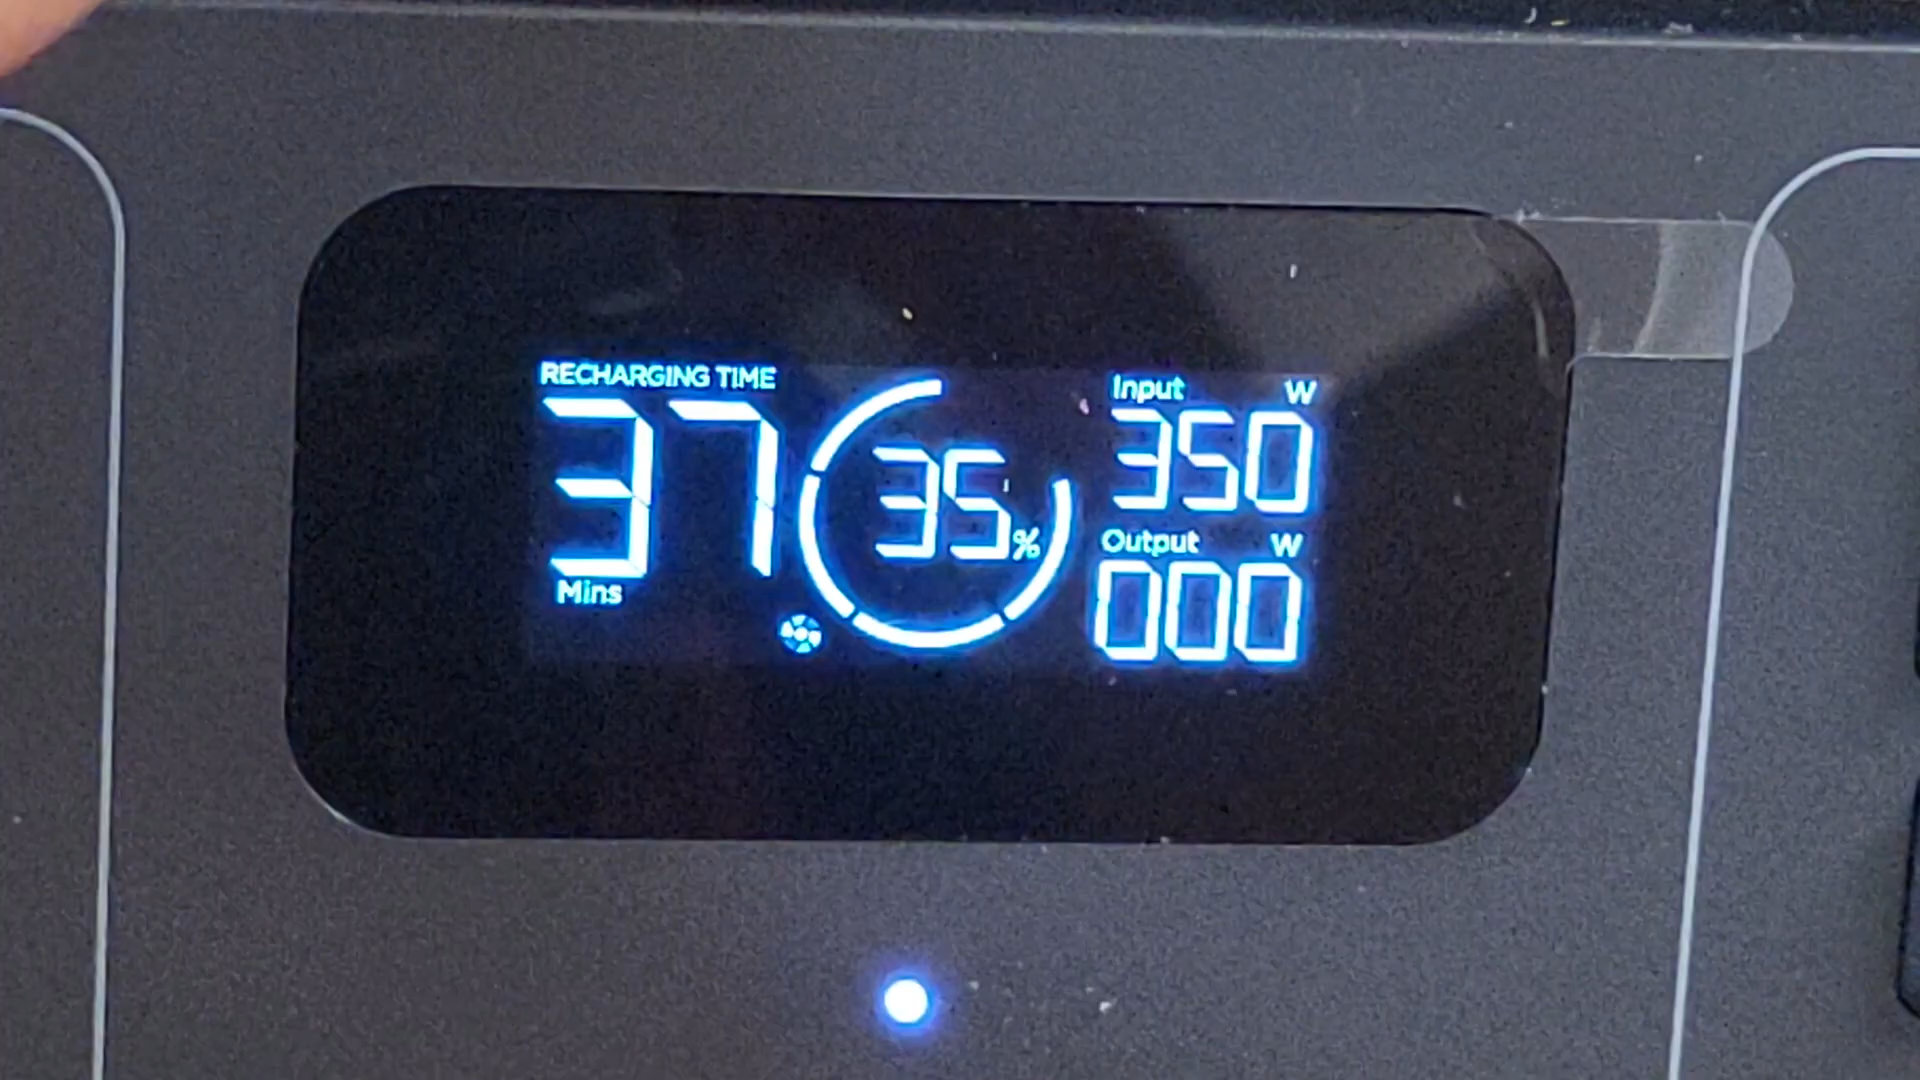 RECHARGING TIME
37
Mins
35%
Input W
350
Output W
000